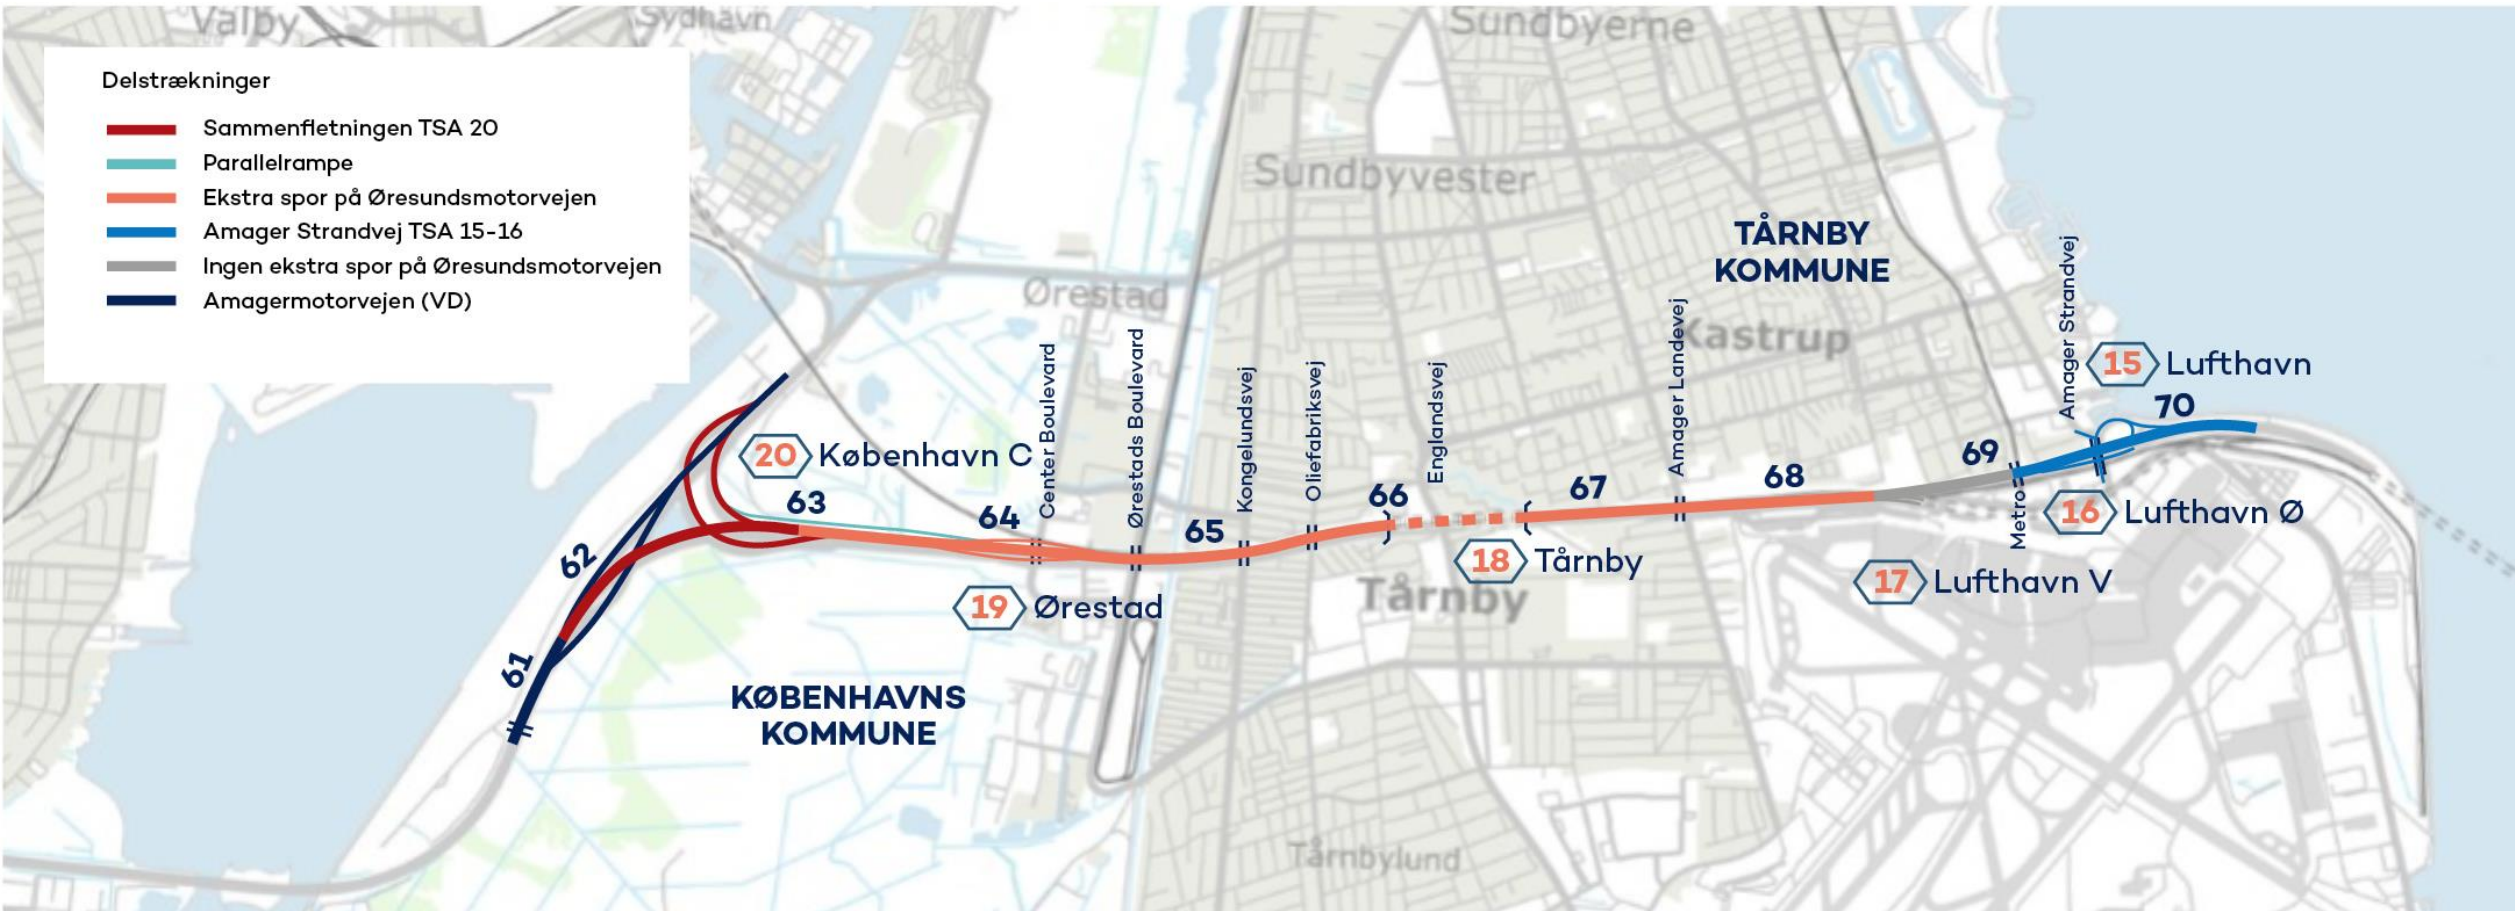 Valby
Sydhavn
Sundbyerne
Delstrækninger
Sammenfletningen TSA 20
Parallelrampe
Ekstra spor på Øresundsmotorvejen
Amager Strandvej TSA 15-16
Ingen ekstra spor på Øresundsmotorvejen
Amagermotorvejen (VD)
Sundbyvester
TÅRNBY
KOMMUNE
Ørestad
Kastrup
Center Boulevard
Ørestads Boulevard
Kongelundsvej
Oliefabriksvej
Englandsvej
Amager Landevej
Amager Strandvej
Metro
15 Lufthavn
70
20 København C
69
68
67
66
63
64
65
62
61
16 Lufthavn Ø
18 Tårnby
17 Lufthavn V
19 Ørestad
Tårnby
KØBENHAVNS
KOMMUNE
Tårnbylund